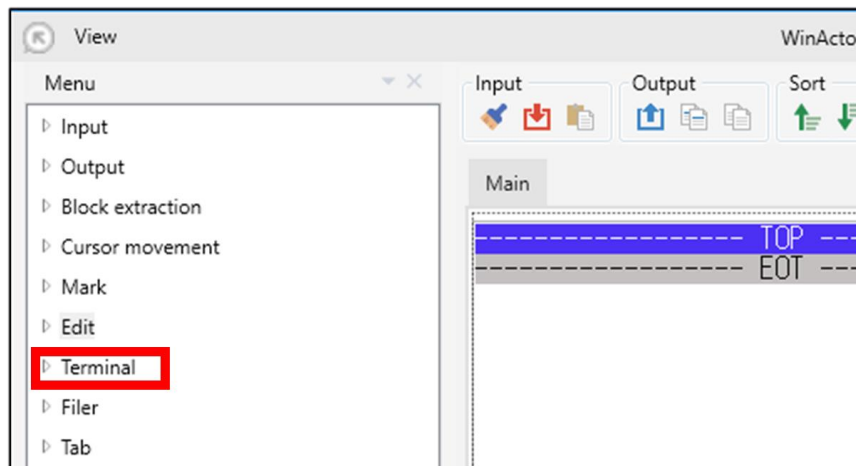 View
WinActo
Menu
Input
Output
Block extraction
Cursor movement
Mark
Edit
Terminal
Filer
Tab
Input
Output
Sort
Main
------------------ TOP ---
------------------ EOT ---